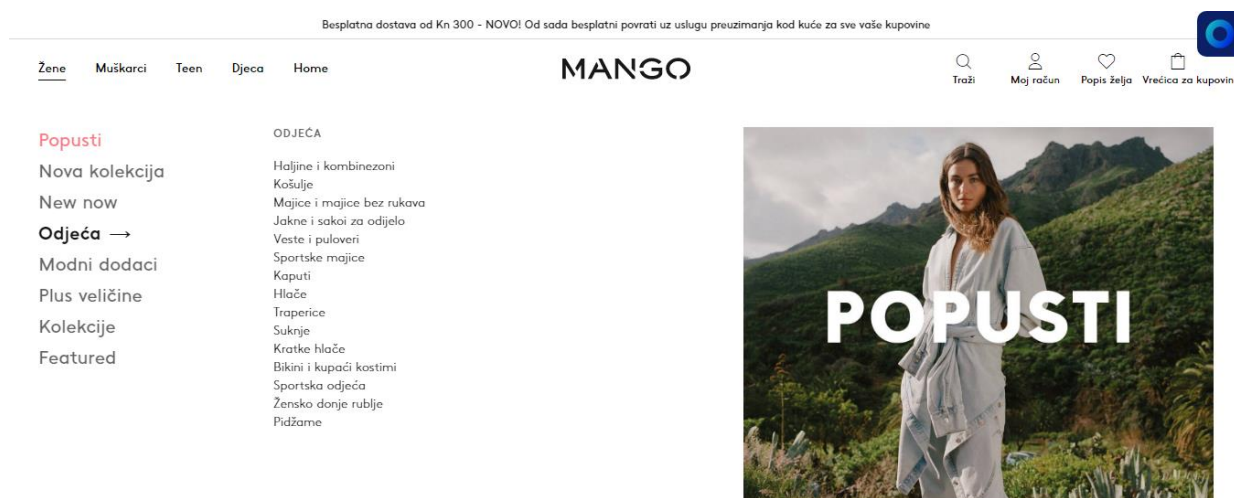 Besplatna dostava od Kn 300 - NOVO! Od sada besplatni povrati uz uslugu preuzimanja kod kuće za sve vaše kupovine
Žene Muškarci Teen Djeca Home
MANGO
Traži Moj račun Popis želja Vrećica za kupovin
Popusti
Nova kolekcija
New now
Odjeća →
Modni dodaci
Plus veličine
Kolekcije
Featured
ODJEĆA
Haljine i kombinezoni
Košulje
Majice i majice bez rukava
Jakne i sakoi za odijelo
Veste i puloveri
Sportske majice
Kaputi
Hlače
Traperice
Suknje
Kratke hlače
Bikini i kupaći kostimi
Sportska odjeća
Žensko donje rublje
Pidžame
POPUSTI